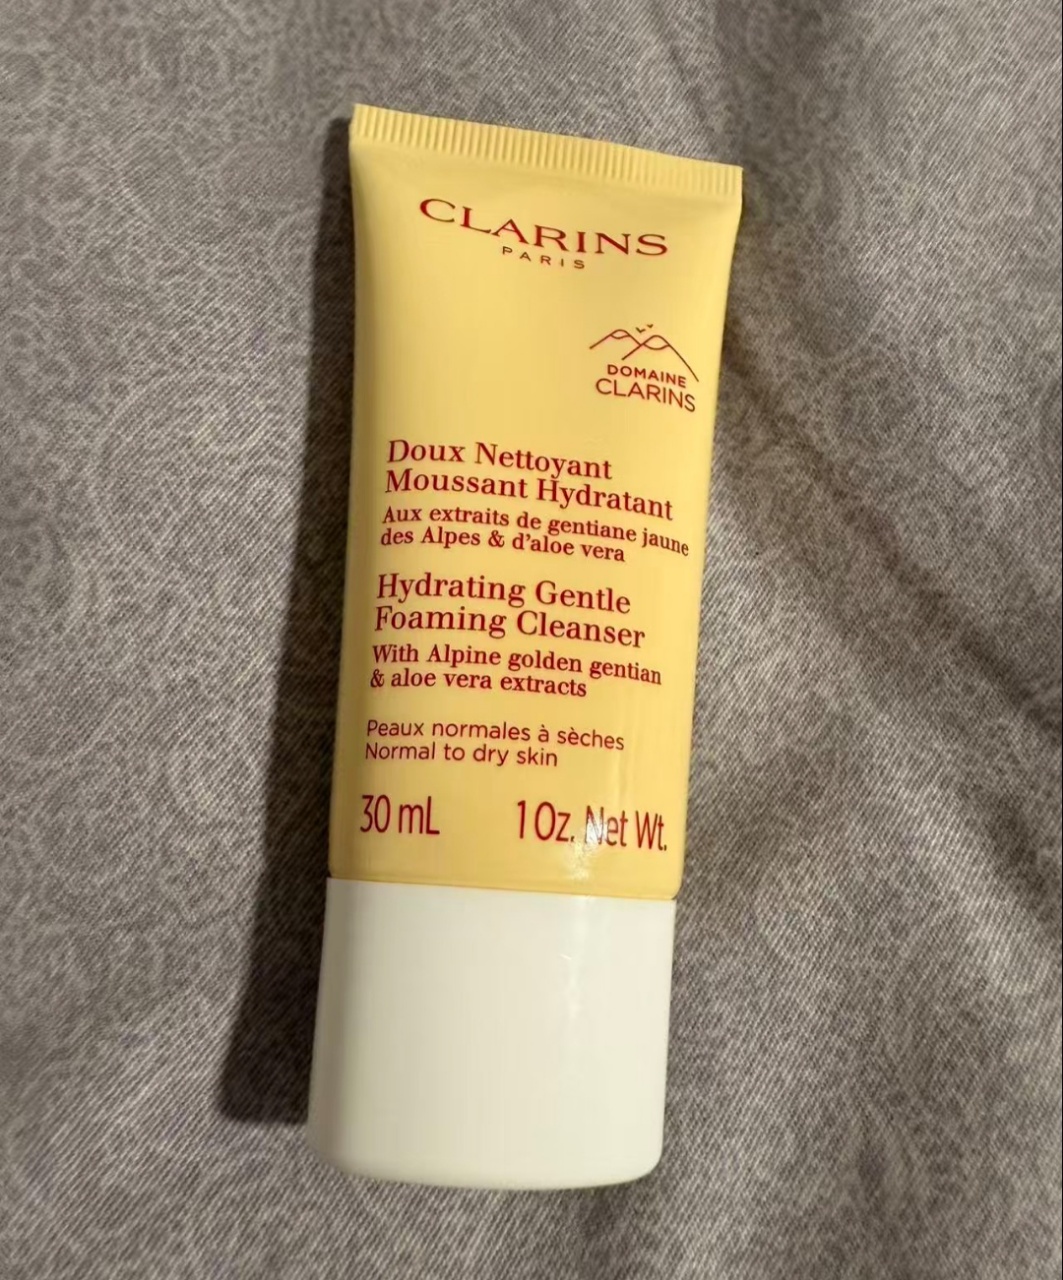 CLARINS
PARIS
DOMAINE
CLARINS
Doux Nettoyant
Moussant Hydratant
Aux extraits de gentiane jaune
des Alpes & d'aloe vera
Hydrating Gentle
Foaming Cleanser
With Alpine golden gentian
& aloe vera extracts
Peaux normales à sèches
Normal to dry skin
30 mL 1 Oz. Net Wt.